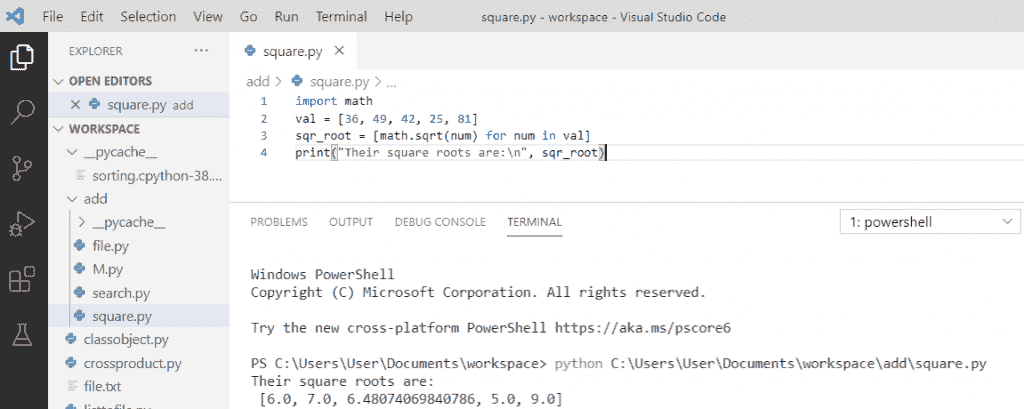 File Edit Selection View Go Run Terminal Help square.py - workspace - Visual Studio Code
EXPLORER ...
OPEN EDITORS
square.py add
WORKSPACE
__pycache__
sorting.cpython-38....
add
__pycache__
file.py
M.py
search.py
square.py
classobject.py
crossproduct.py
file.txt
square.py
add > square.py > ...
1 import math
2 val = [36, 49, 42, 25, 81]
3 sqr_root = [math.sqrt(num) for num in val]
4 print("Their square roots are:\n", sqr_root)
PROBLEMS OUTPUT DEBUG CONSOLE TERMINAL 1: powershell
Windows PowerShell
Copyright (C) Microsoft Corporation. All rights reserved.
Try the new cross-platform PowerShell https://aka.ms/pscore6
PS C:\Users\User\Documents\workspace> python C:\Users\User\Documents\workspace\add\square.py
Their square roots are:
[6.0, 7.0, 6.48074069840786, 5.0, 9.0]